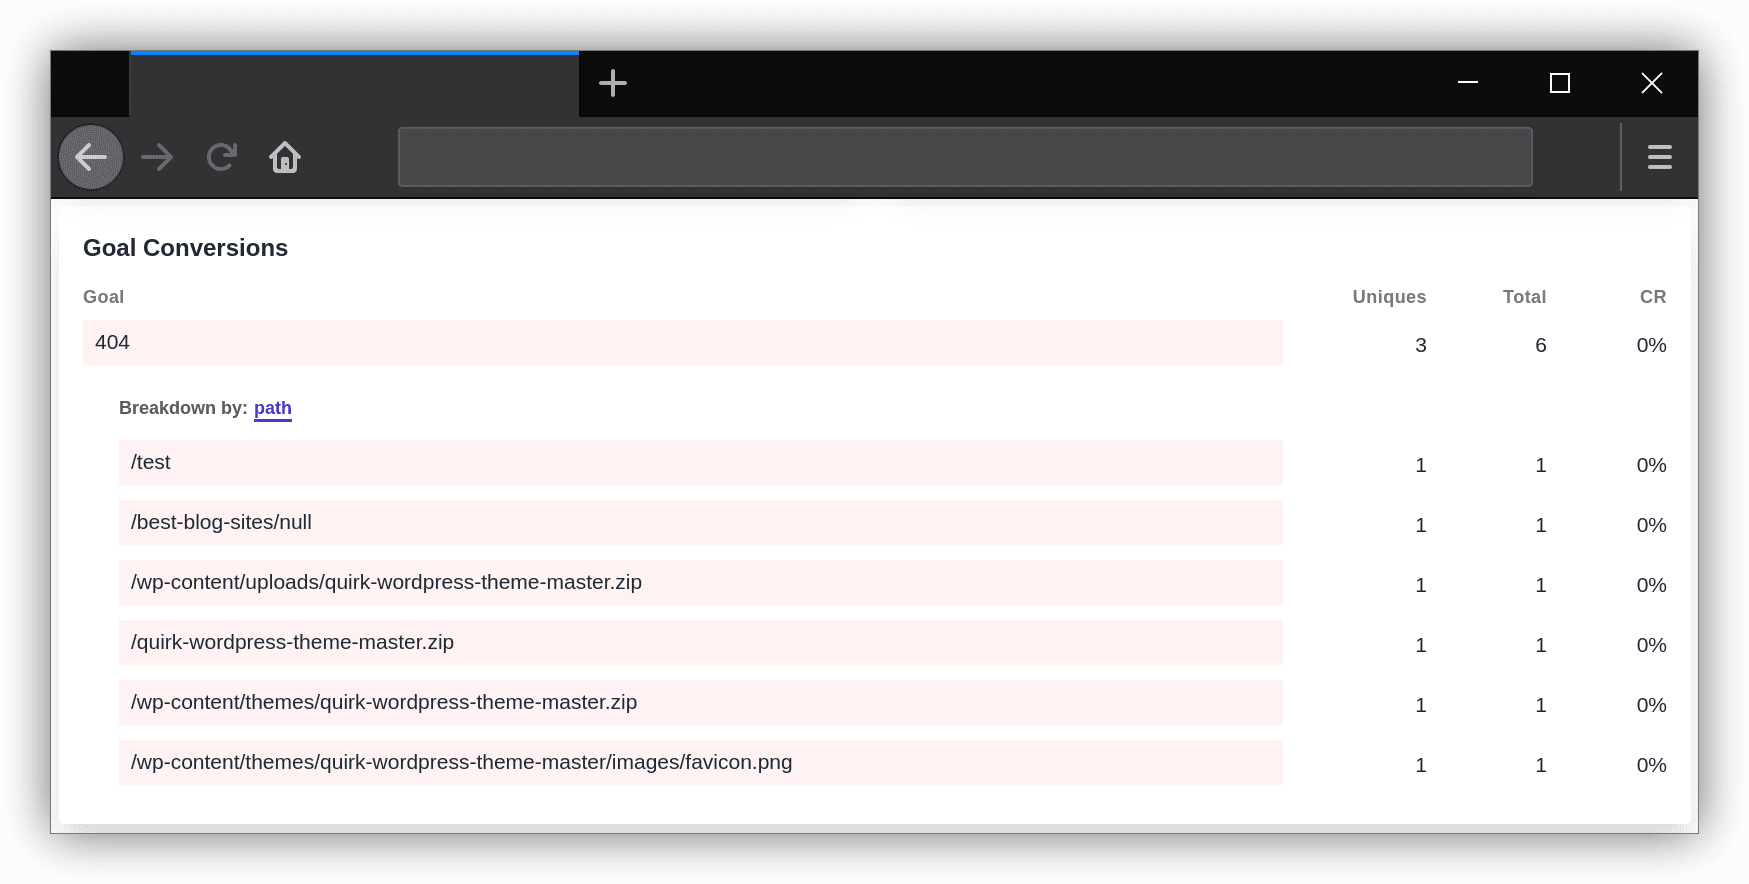 Goal Conversions
Goal Uniques Total CR
404 3 6 0%
Breakdown by: path
/test 1 1 0%
/best-blog-sites/null 1 1 0%
/wp-content/uploads/quirk-wordpress-theme-master.zip 1 1 0%
/quirk-wordpress-theme-master.zip 1 1 0%
/wp-content/themes/quirk-wordpress-theme-master.zip 1 1 0%
/wp-content/themes/quirk-wordpress-theme-master/images/favicon.png 1 1 0%